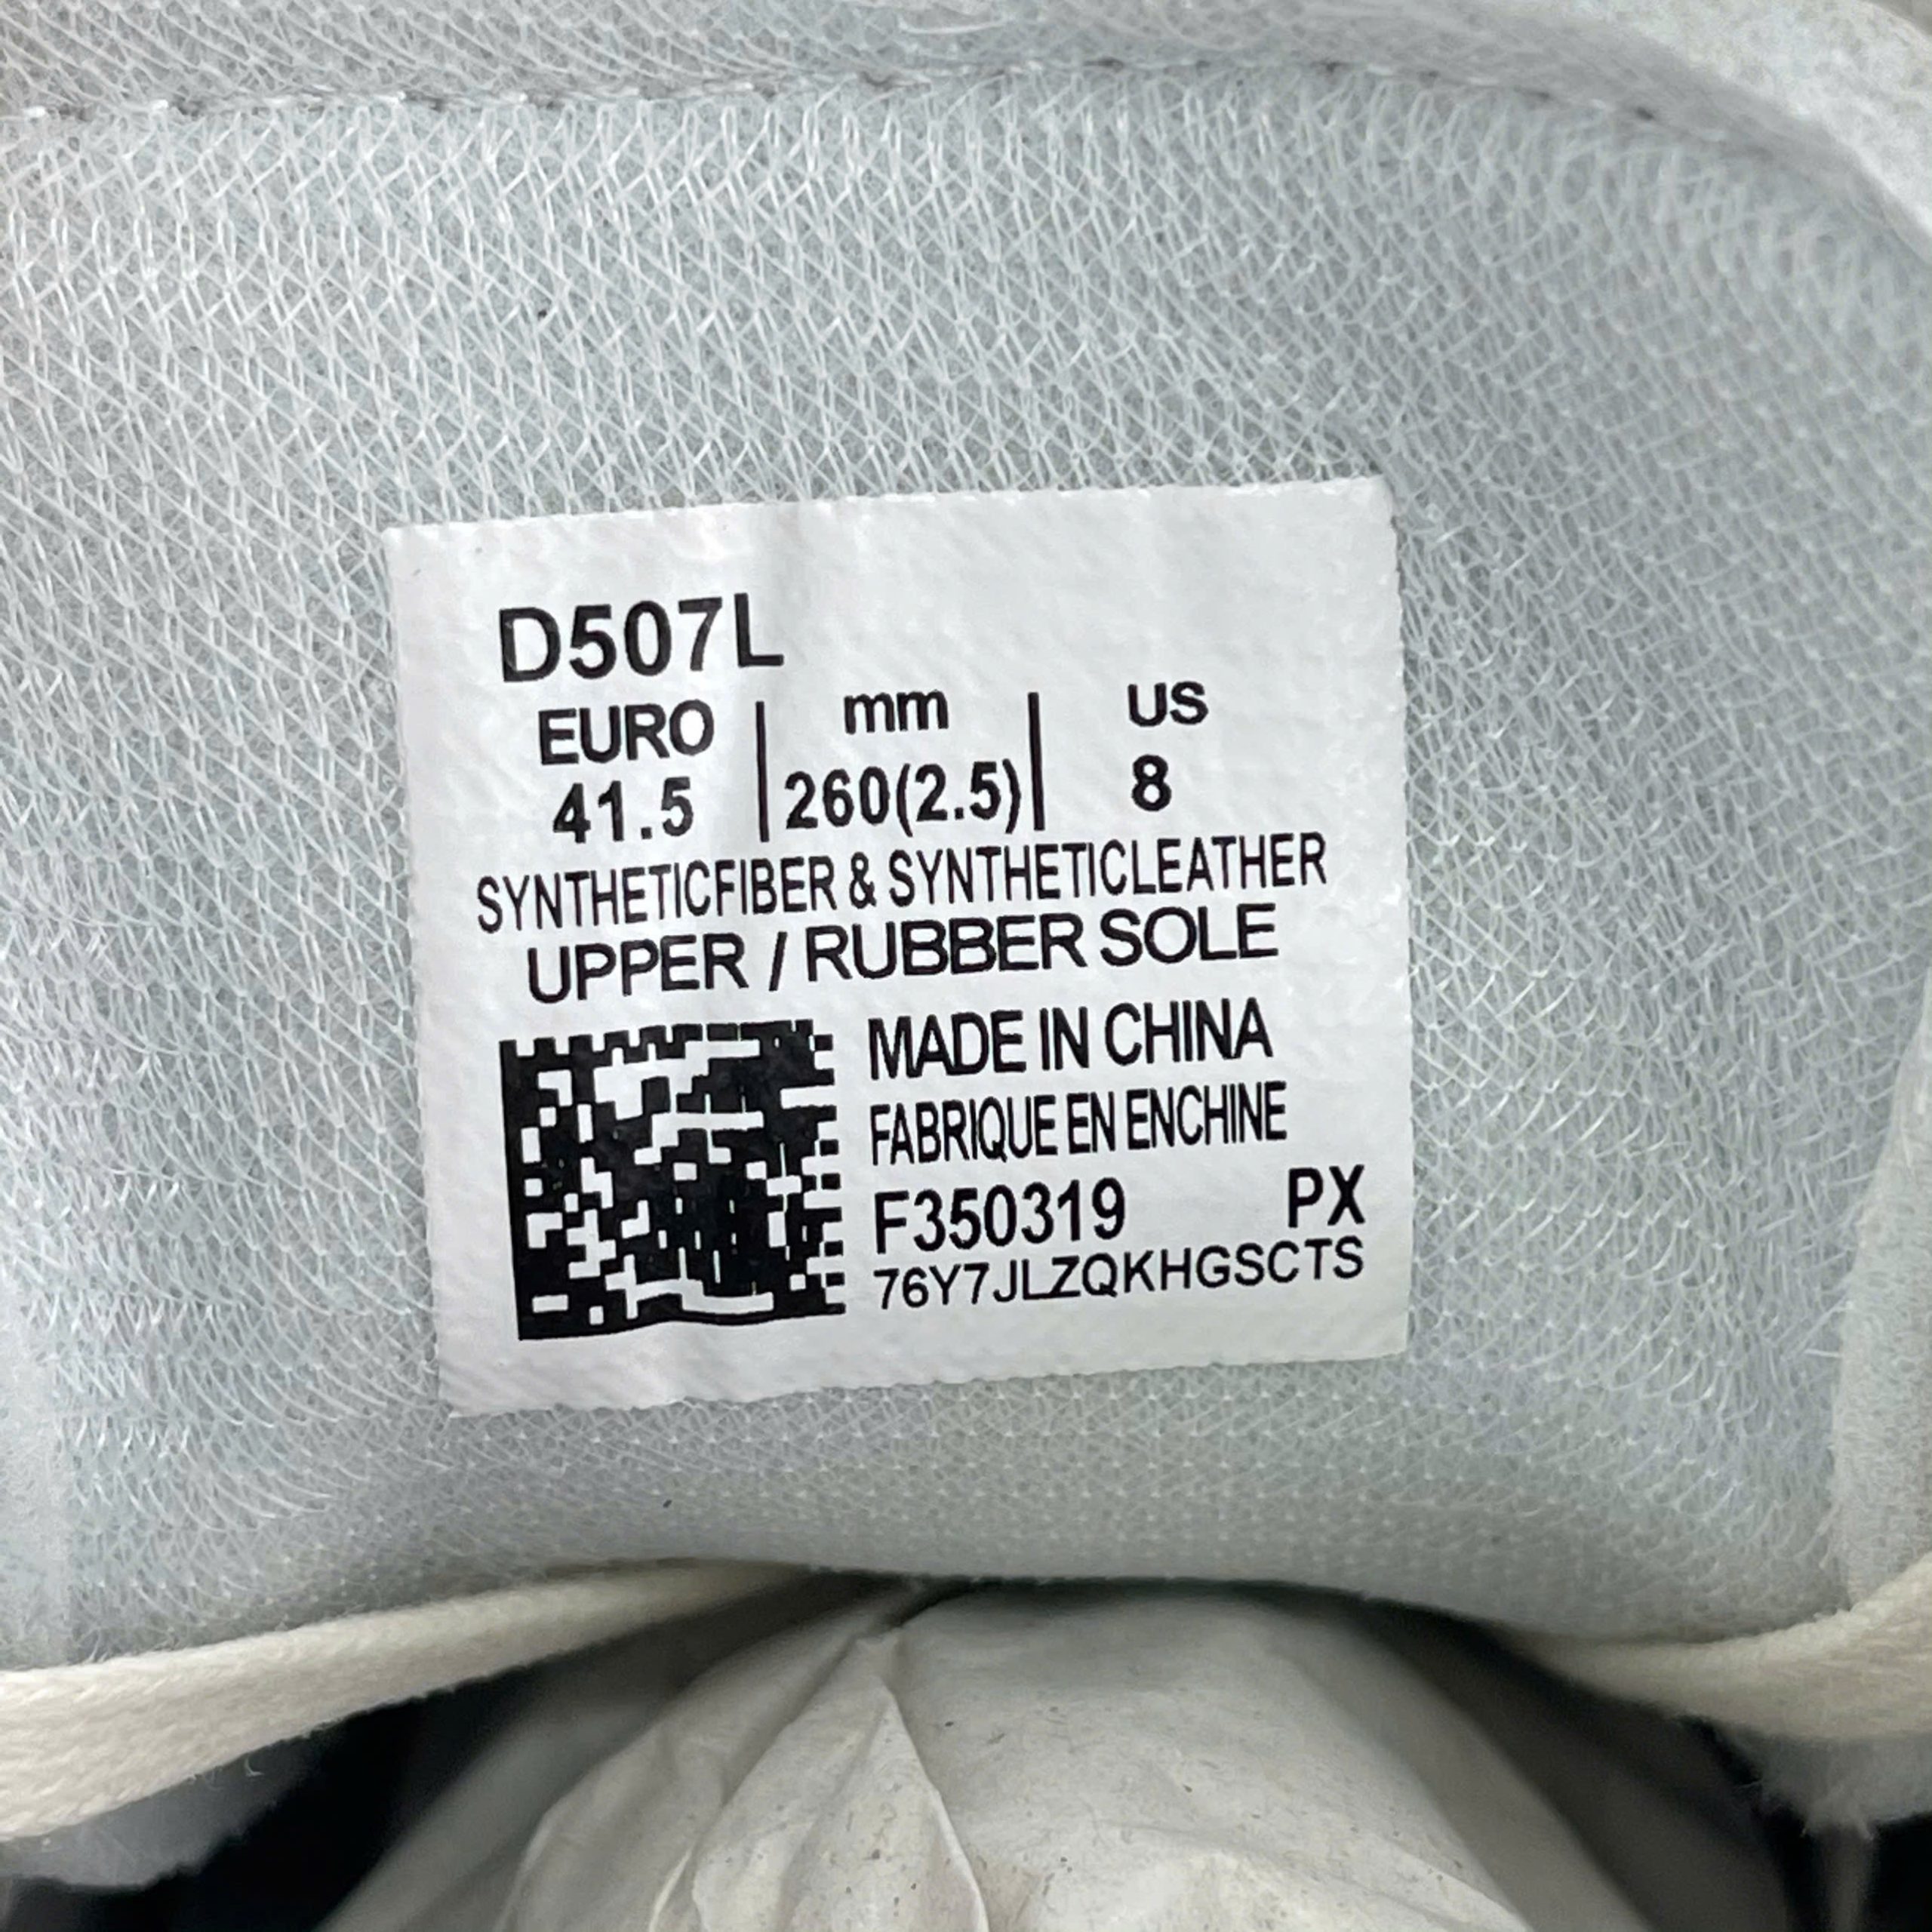 D507L
EURO | mm | US
41.5 | 260(2.5) | 8
SYNTHETICFIBER & SYNTHETICLEATHER
UPPER / RUBBER SOLE
MADE IN CHINA
FABRIQUE EN ENCHINE
F350319 PX
76Y7JLZQKHGSCTS